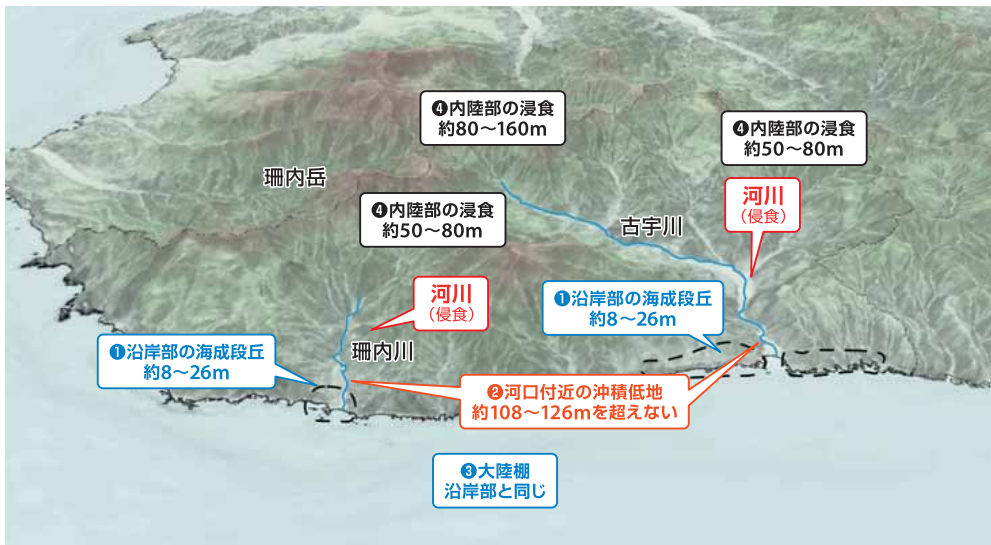 ❹内陸部の浸食
約80～160m
❹内陸部の浸食
約50～80m
珊内岳
河川
（侵食）
❹内陸部の浸食
約50～80m
古宇川
河川
（侵食）
❶沿岸部の海成段丘
約8～26m
珊内川
❶沿岸部の海成段丘
約8～26m
❷河口付近の沖積低地
約108～126mを超えない
❸大陸棚
沿岸部と同じ